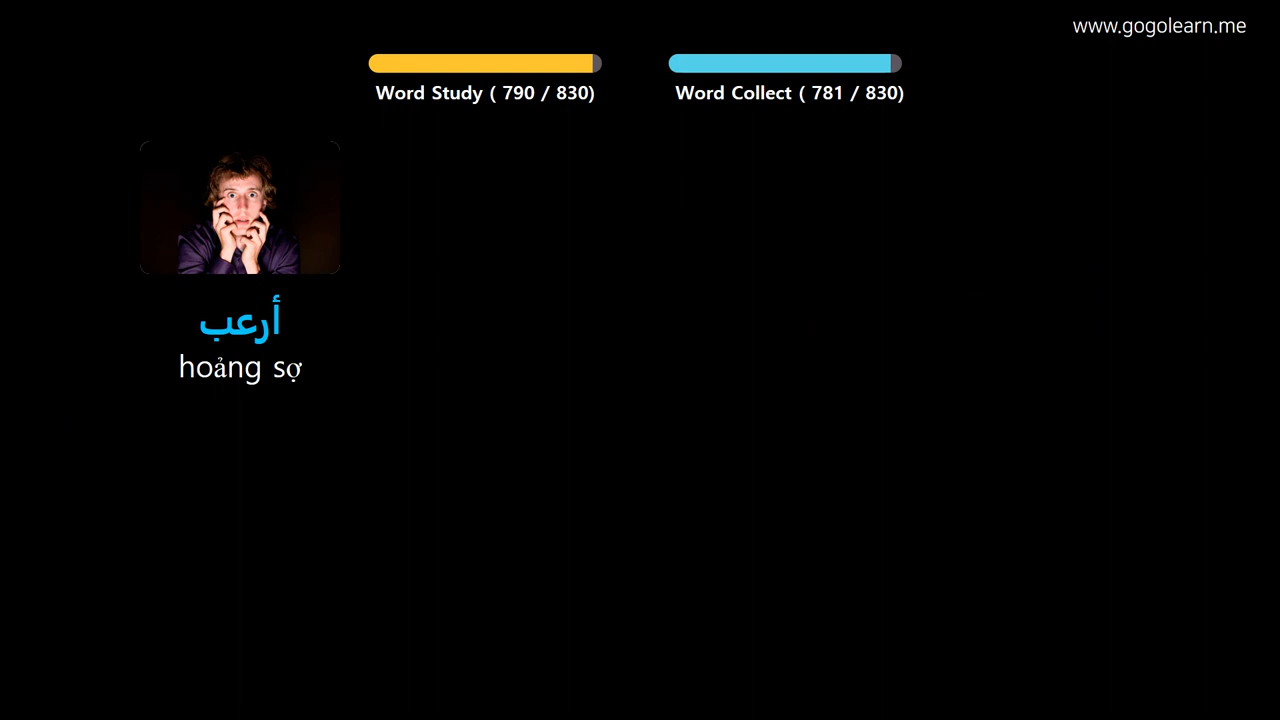 www.gogolearn.me
Word Study ( 790 / 830)
Word Collect ( 781 / 830)
أرعب
hoảng sợ